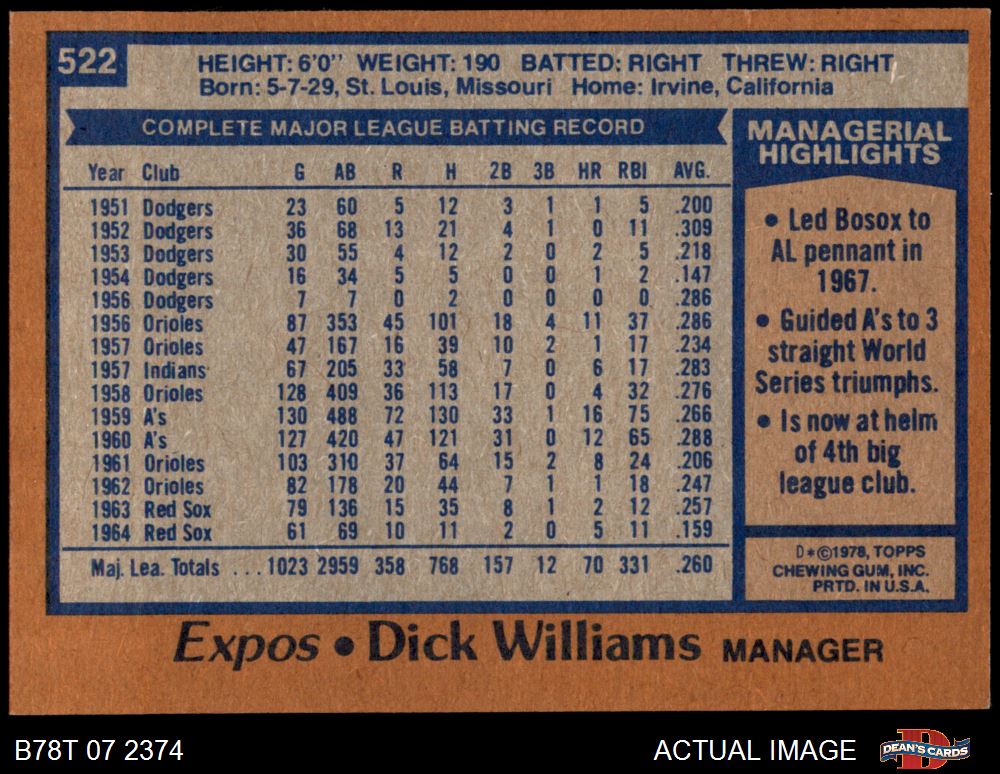 522
HEIGHT: 6'0" WEIGHT: 190 BATTED: RIGHT THREW: RIGHT
Born: 5-7-29, St. Louis, Missouri Home: Irvine, California
COMPLETE MAJOR LEAGUE BATTING RECORD
Year Club G AB R H 2B 3B HR RBI AVG.
1951 Dodgers 23 60 5 12 3 1 1 5 .200
1952 Dodgers 36 68 13 21 4 1 0 11 .309
1953 Dodgers 30 55 4 12 2 0 2 5 .218
1954 Dodgers 16 34 5 5 0 0 1 2 .147
1956 Dodgers 7 7 0 2 0 0 0 0 .286
1956 Orioles 87 353 45 101 18 4 11 37 .286
1957 Orioles 47 167 16 39 10 2 1 17 .234
1957 Indians 67 205 33 58 7 0 6 17 .283
1958 Orioles 128 409 36 113 17 0 4 32 .276
1959 A's 130 488 72 130 33 1 16 75 .266
1960 A's 127 420 47 121 31 0 12 65 .288
1961 Orioles 103 310 37 64 15 2 8 24 .206
1962 Orioles 82 178 20 44 7 1 1 18 .247
1963 Red Sox 79 136 15 35 8 1 2 12 .257
1964 Red Sox 61 69 10 11 2 0 5 11 .159
Maj. Lea. Totals ...1023 2959 358 768 157 12 70 331 .260
MANAGERIAL
HIGHLIGHTS
• Led Bosox to
AL pennant in
1967.
• Guided A's to 3
straight World
Series triumphs.
• Is now at helm
of 4th big
league club.
D*©1978, TOPPS
CHEWING GUM, INC.
PRTD. IN U.S.A.
Expos • Dick Williams MANAGER
B78T 07 2374
ACTUAL IMAGE
DEAN'S CARDS